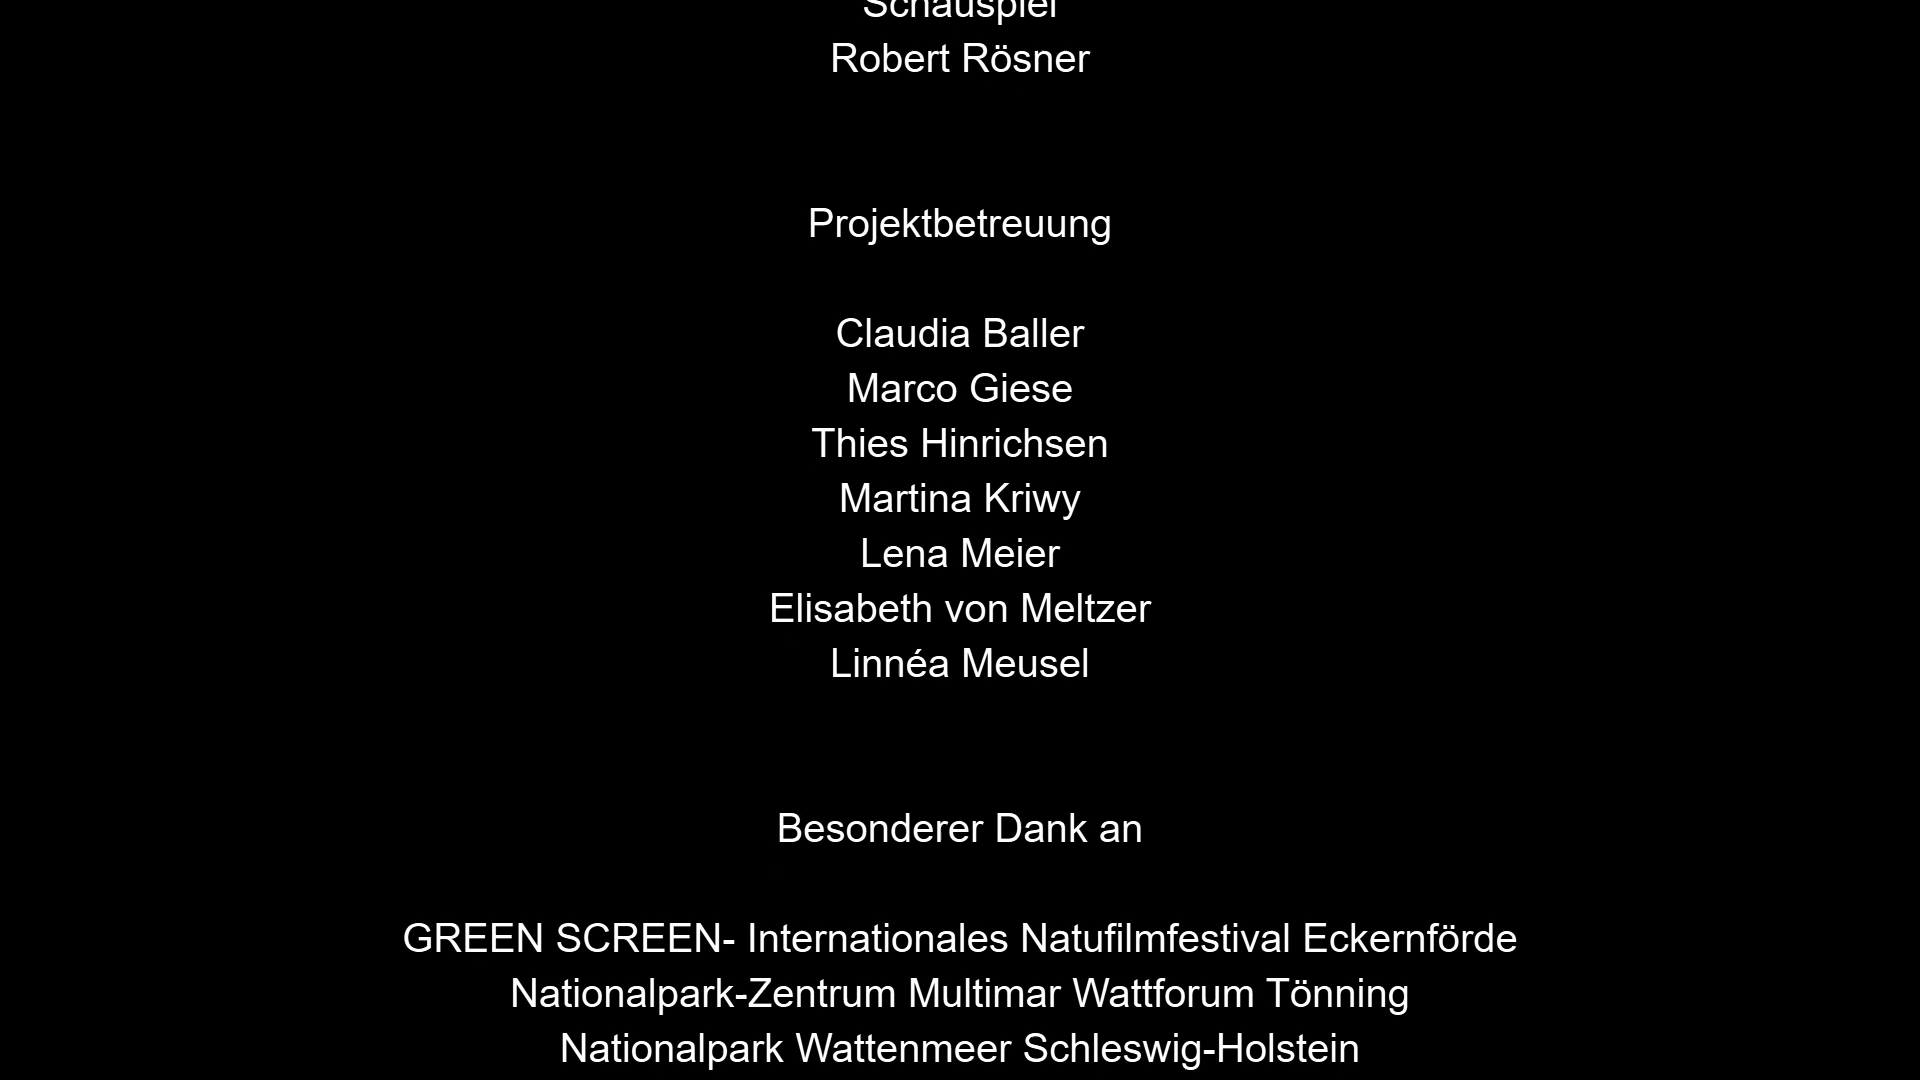 Schauspiel
Robert Rösner
Projektbetreuung
Claudia Baller
Marco Giese
Thies Hinrichsen
Martina Kriwy
Lena Meier
Elisabeth von Meltzer
Linnéa Meusel
Besonderer Dank an
GREEN SCREEN- Internationales Natufilmfestival Eckernförde
Nationalpark-Zentrum Multimar Wattforum Tönning
Nationalpark Wattenmeer Schleswig-Holstein